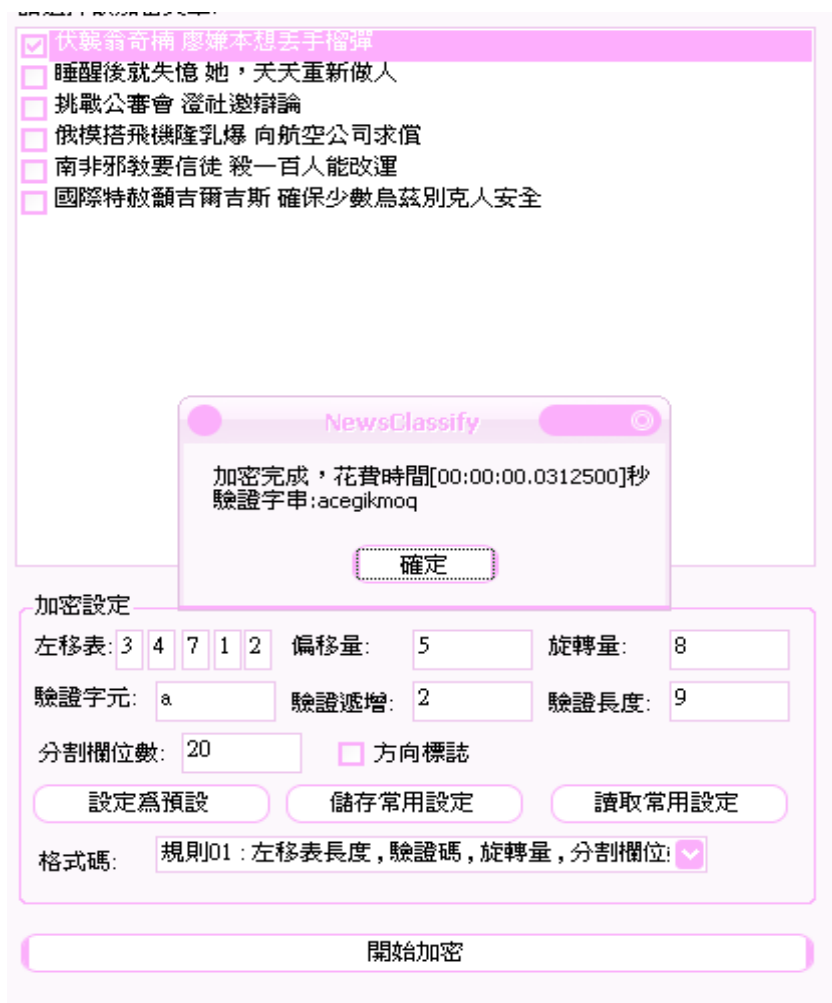 伏襲翁奇楠 廖嫌本想丟手榴彈
睡醒後就失憶 她，天天重新做人
挑戰公審會 澄社邀辯論
俄模搭飛機隆乳爆 向航空公司求償
南非邪教要信徒 殺一百人能改運
國際特赦籲吉爾吉斯 確保少數烏茲別克人安全
NewsClassify
加密完成，花費時間[00:00:00.0312500]秒
驗證字串:acegikmoq
確定
加密設定
左移表: 3 4 7 1 2 偏移量: 5 旋轉量: 8
驗證字元: a 驗證遞增: 2 驗證長度: 9
分割欄位數: 20 方向標誌
設定為預設 儲存常用設定 讀取常用設定
格式碼: 規則01 : 左移表長度 , 驗證碼 , 旋轉量 , 分割欄位
開始加密